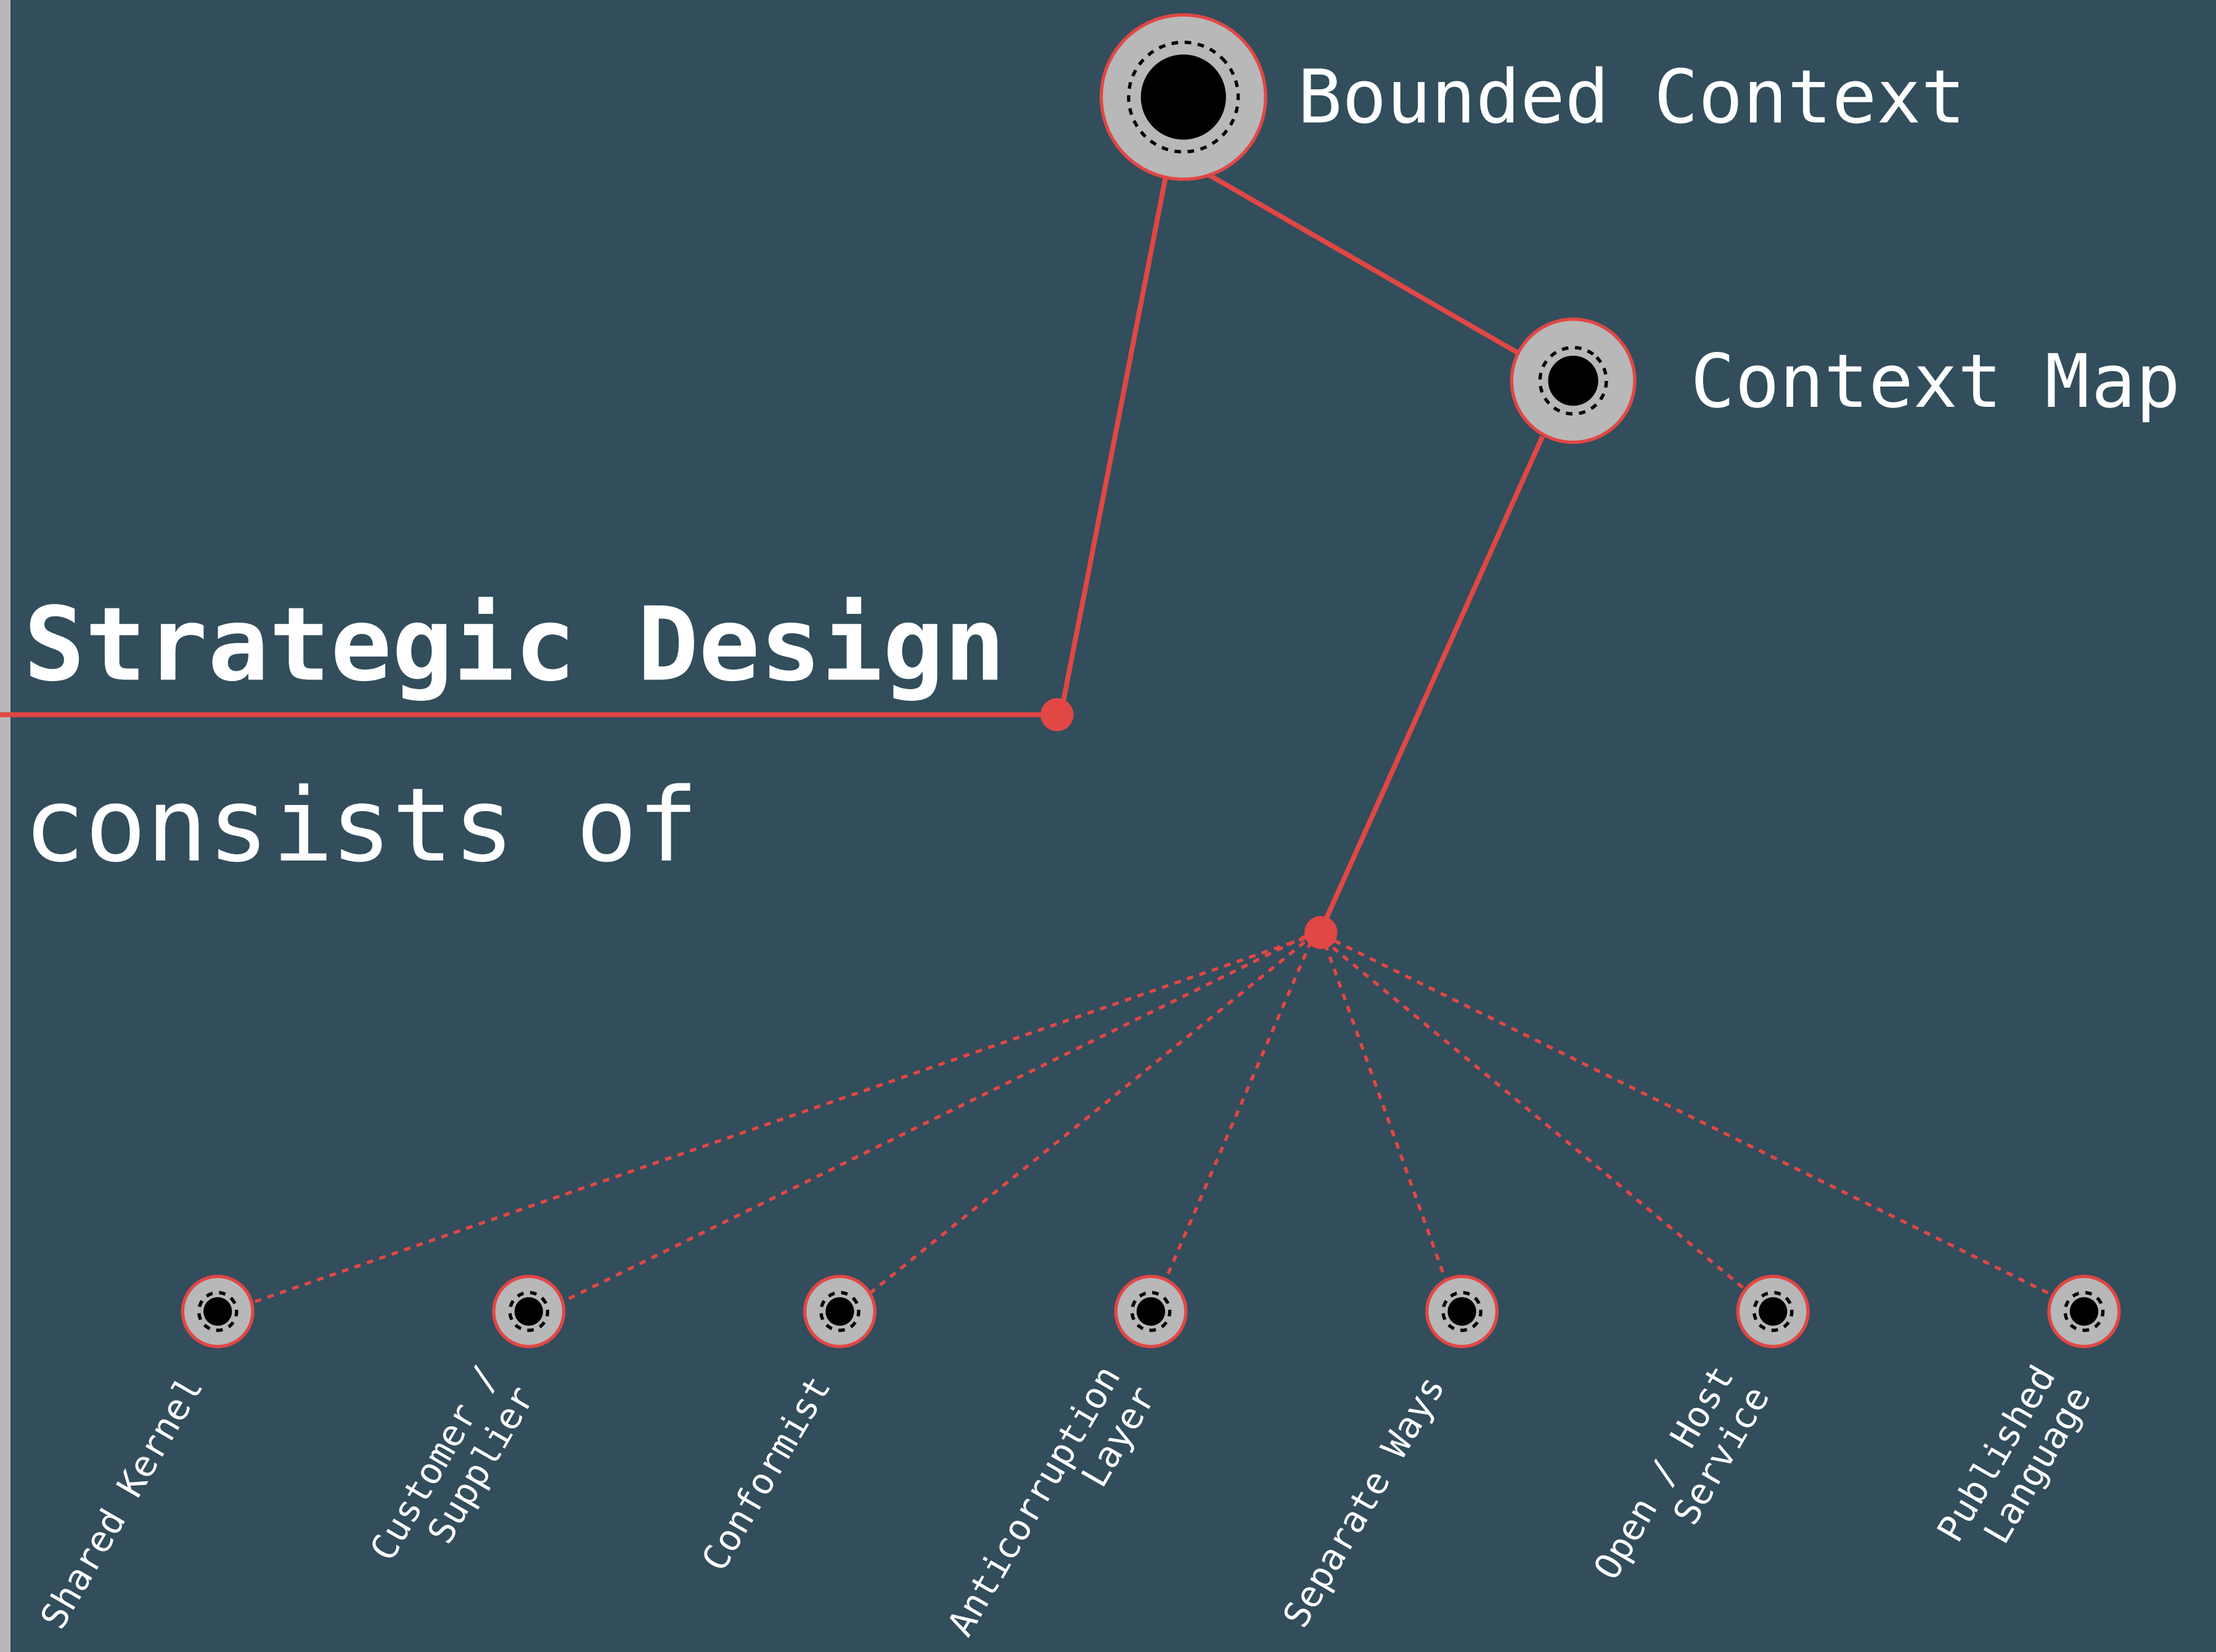 Bounded Context
Context Map
Strategic Design
consists of
Shared Kernel
Customer /
Supplier
Conformist
Anticorruption
Layer
Separate Ways
Open / Host
Service
Published
Language